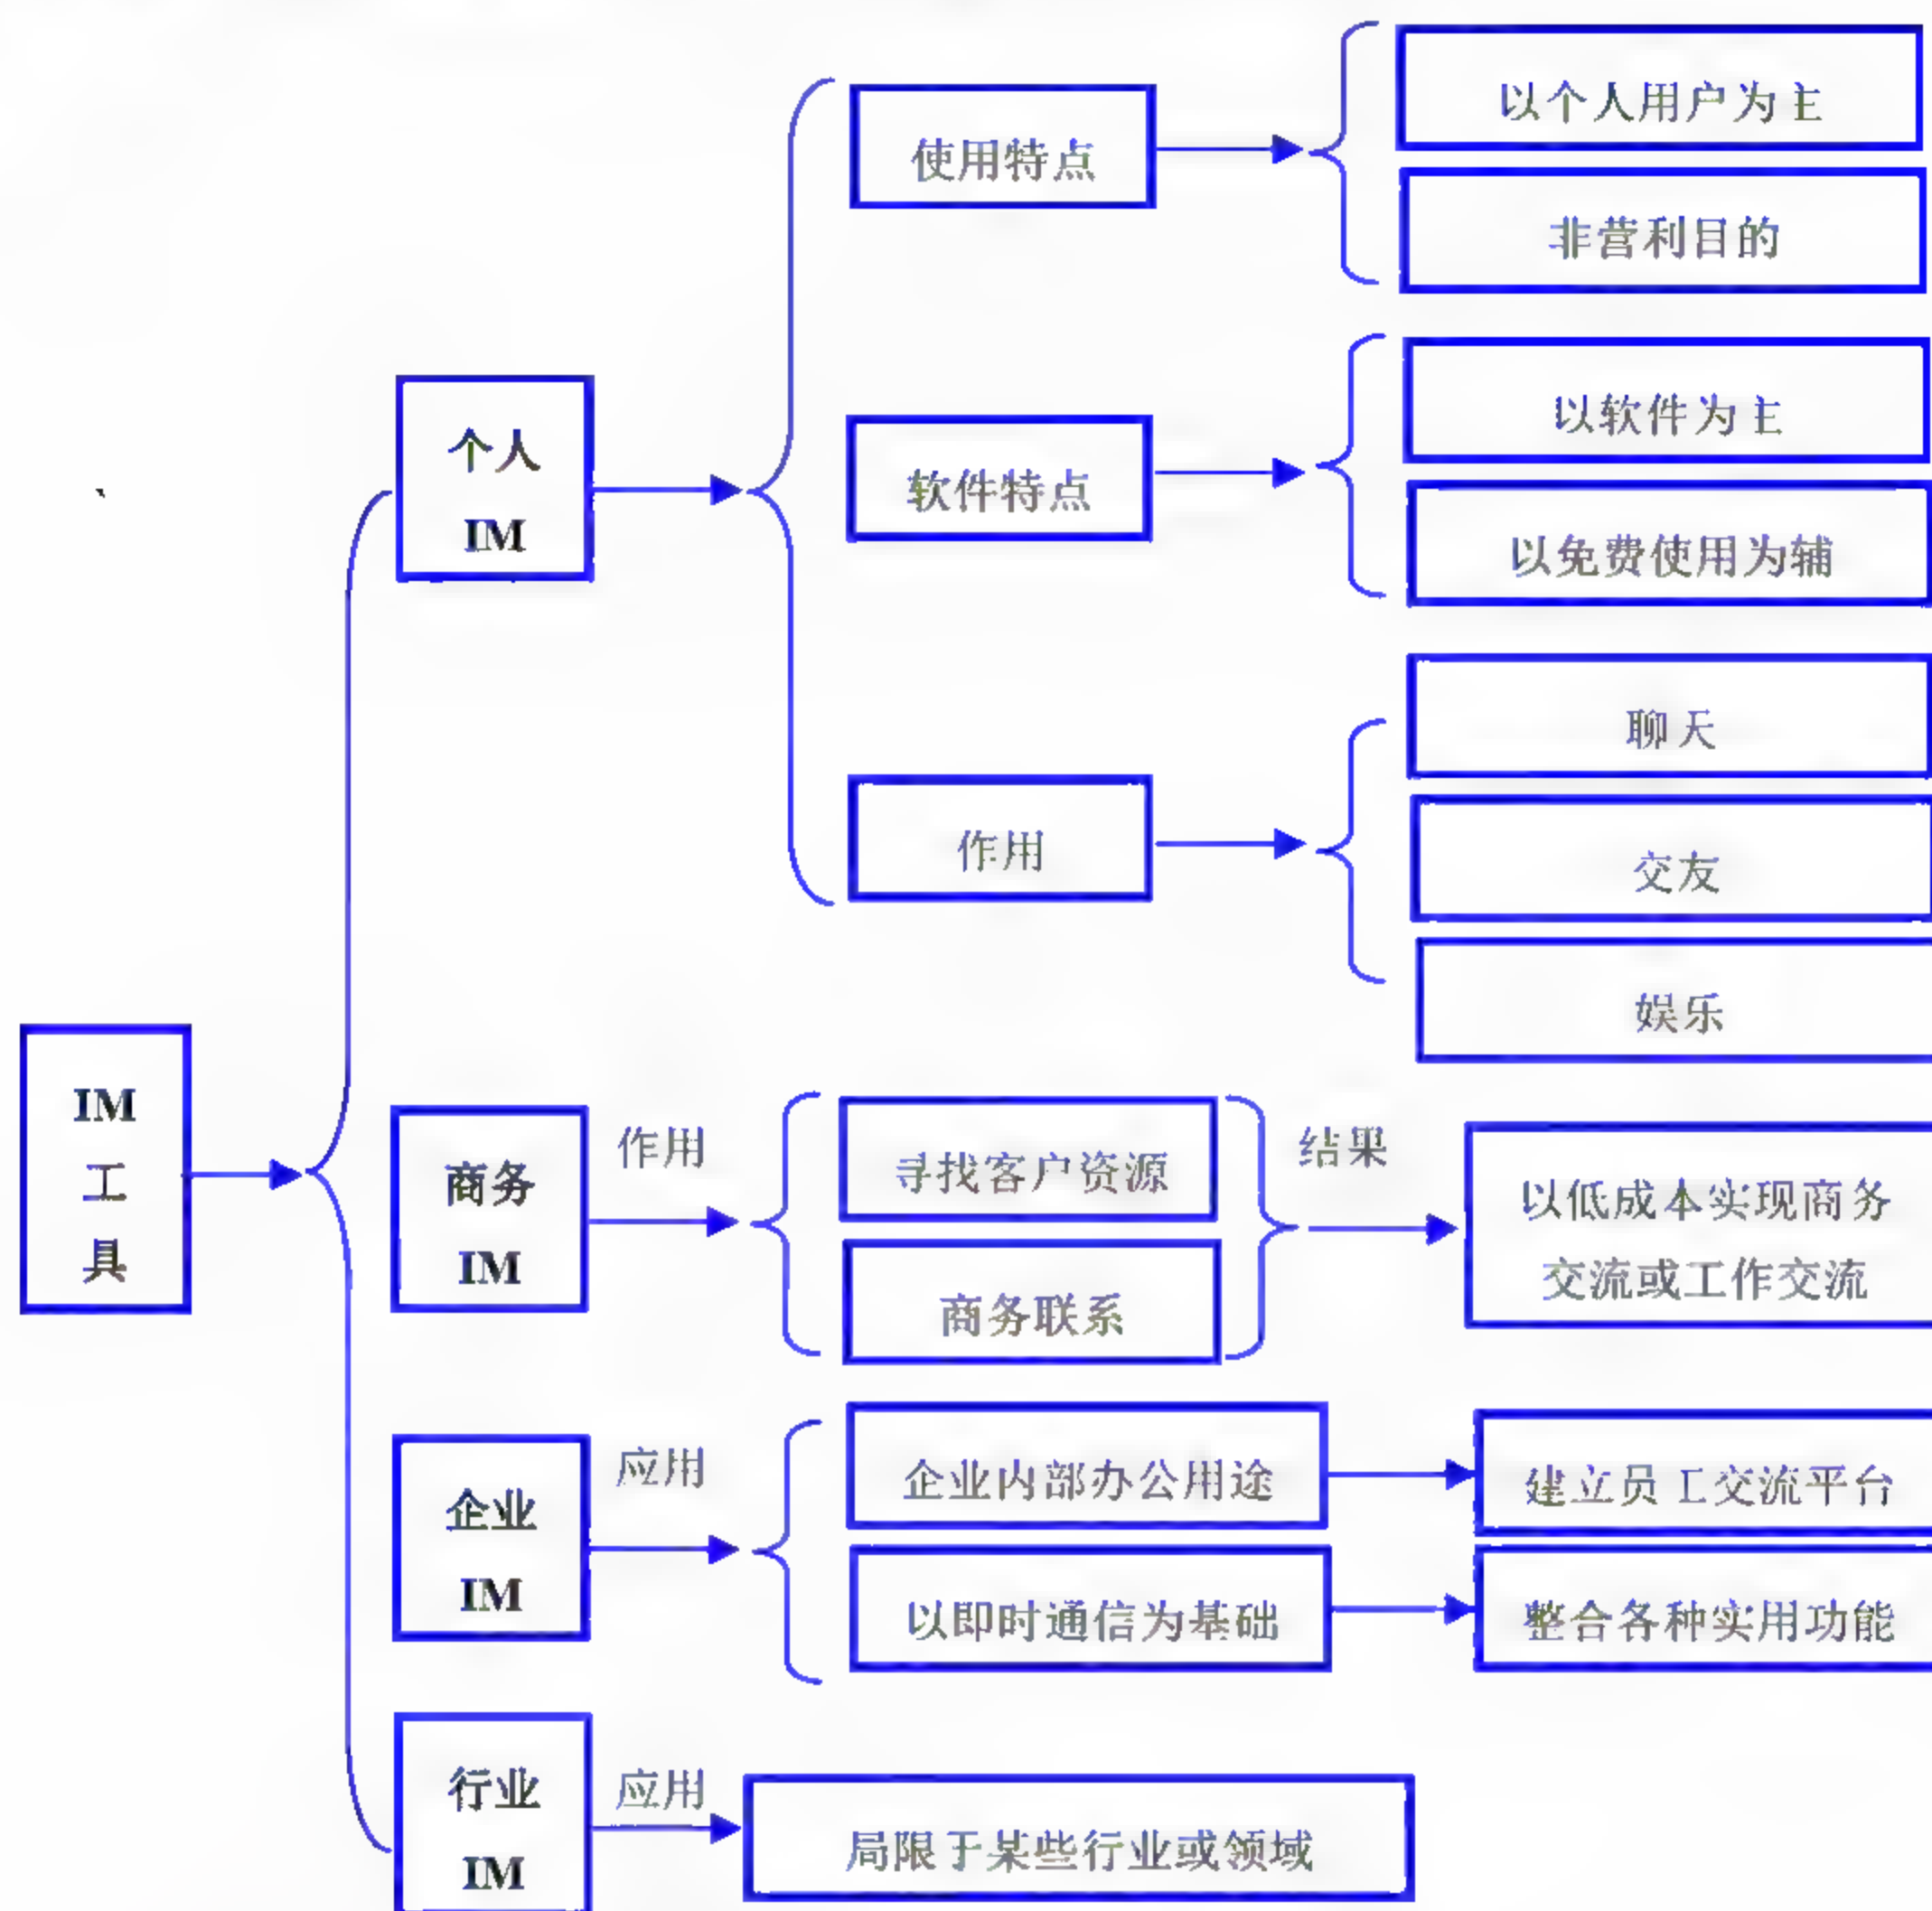 IM
工
具
个人
IM
使用特点
以个人用户为主
非营利目的
软件特点
以软件为主
以免费使用为辅
作用
聊天
交友
娱乐
商务
IM
作用
寻找客户资源
商务联系
结果
以低成本实现商务
交流或工作交流
企业
IM
应用
企业内部办公用途
建立员工交流平台
以即时通信为基础
整合各种实用功能
行业
IM
应用
局限于某些行业或领域